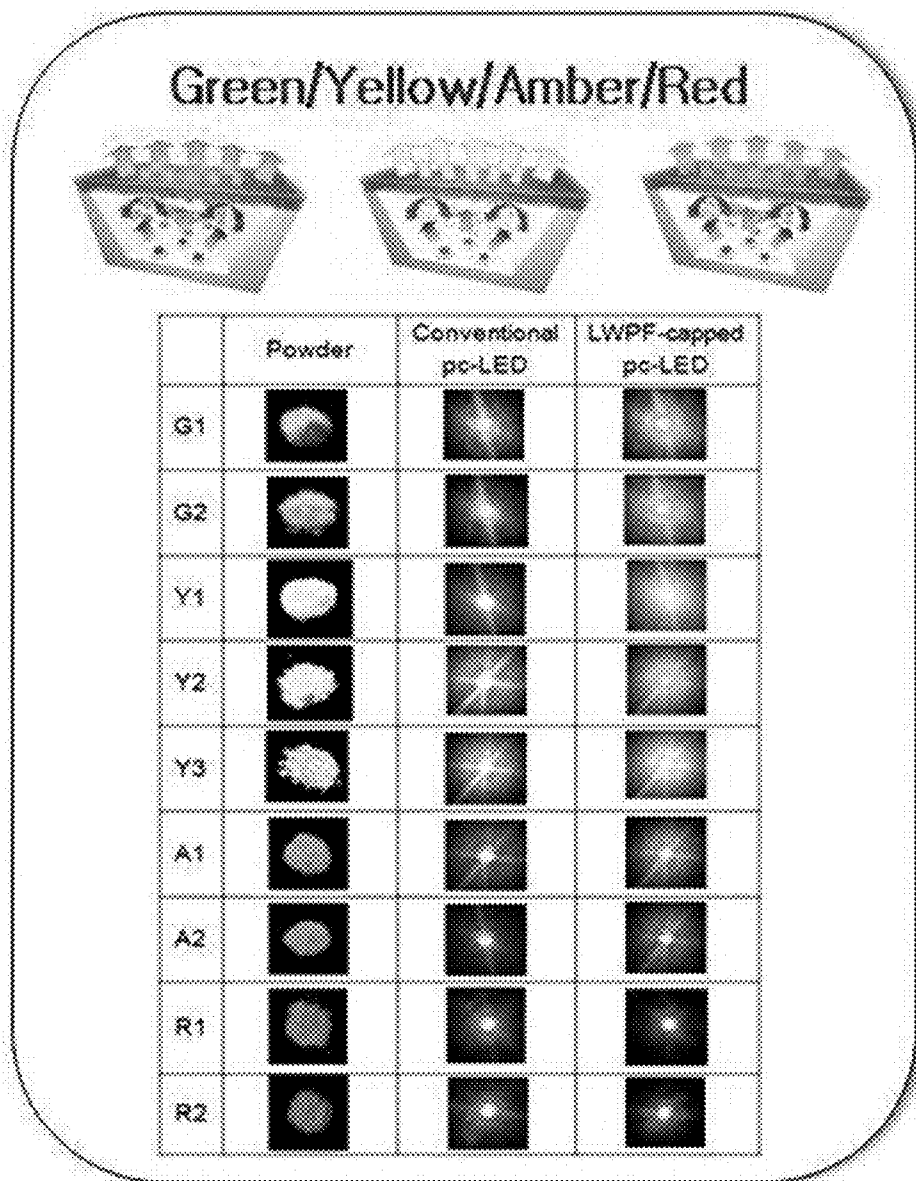 Green/Yellow/Amber/Red
Powder
Conventional
pc-LED
LWPF-capped
pc-LED
G1
G2
Y1
Y2
Y3
A1
A2
R1
R2